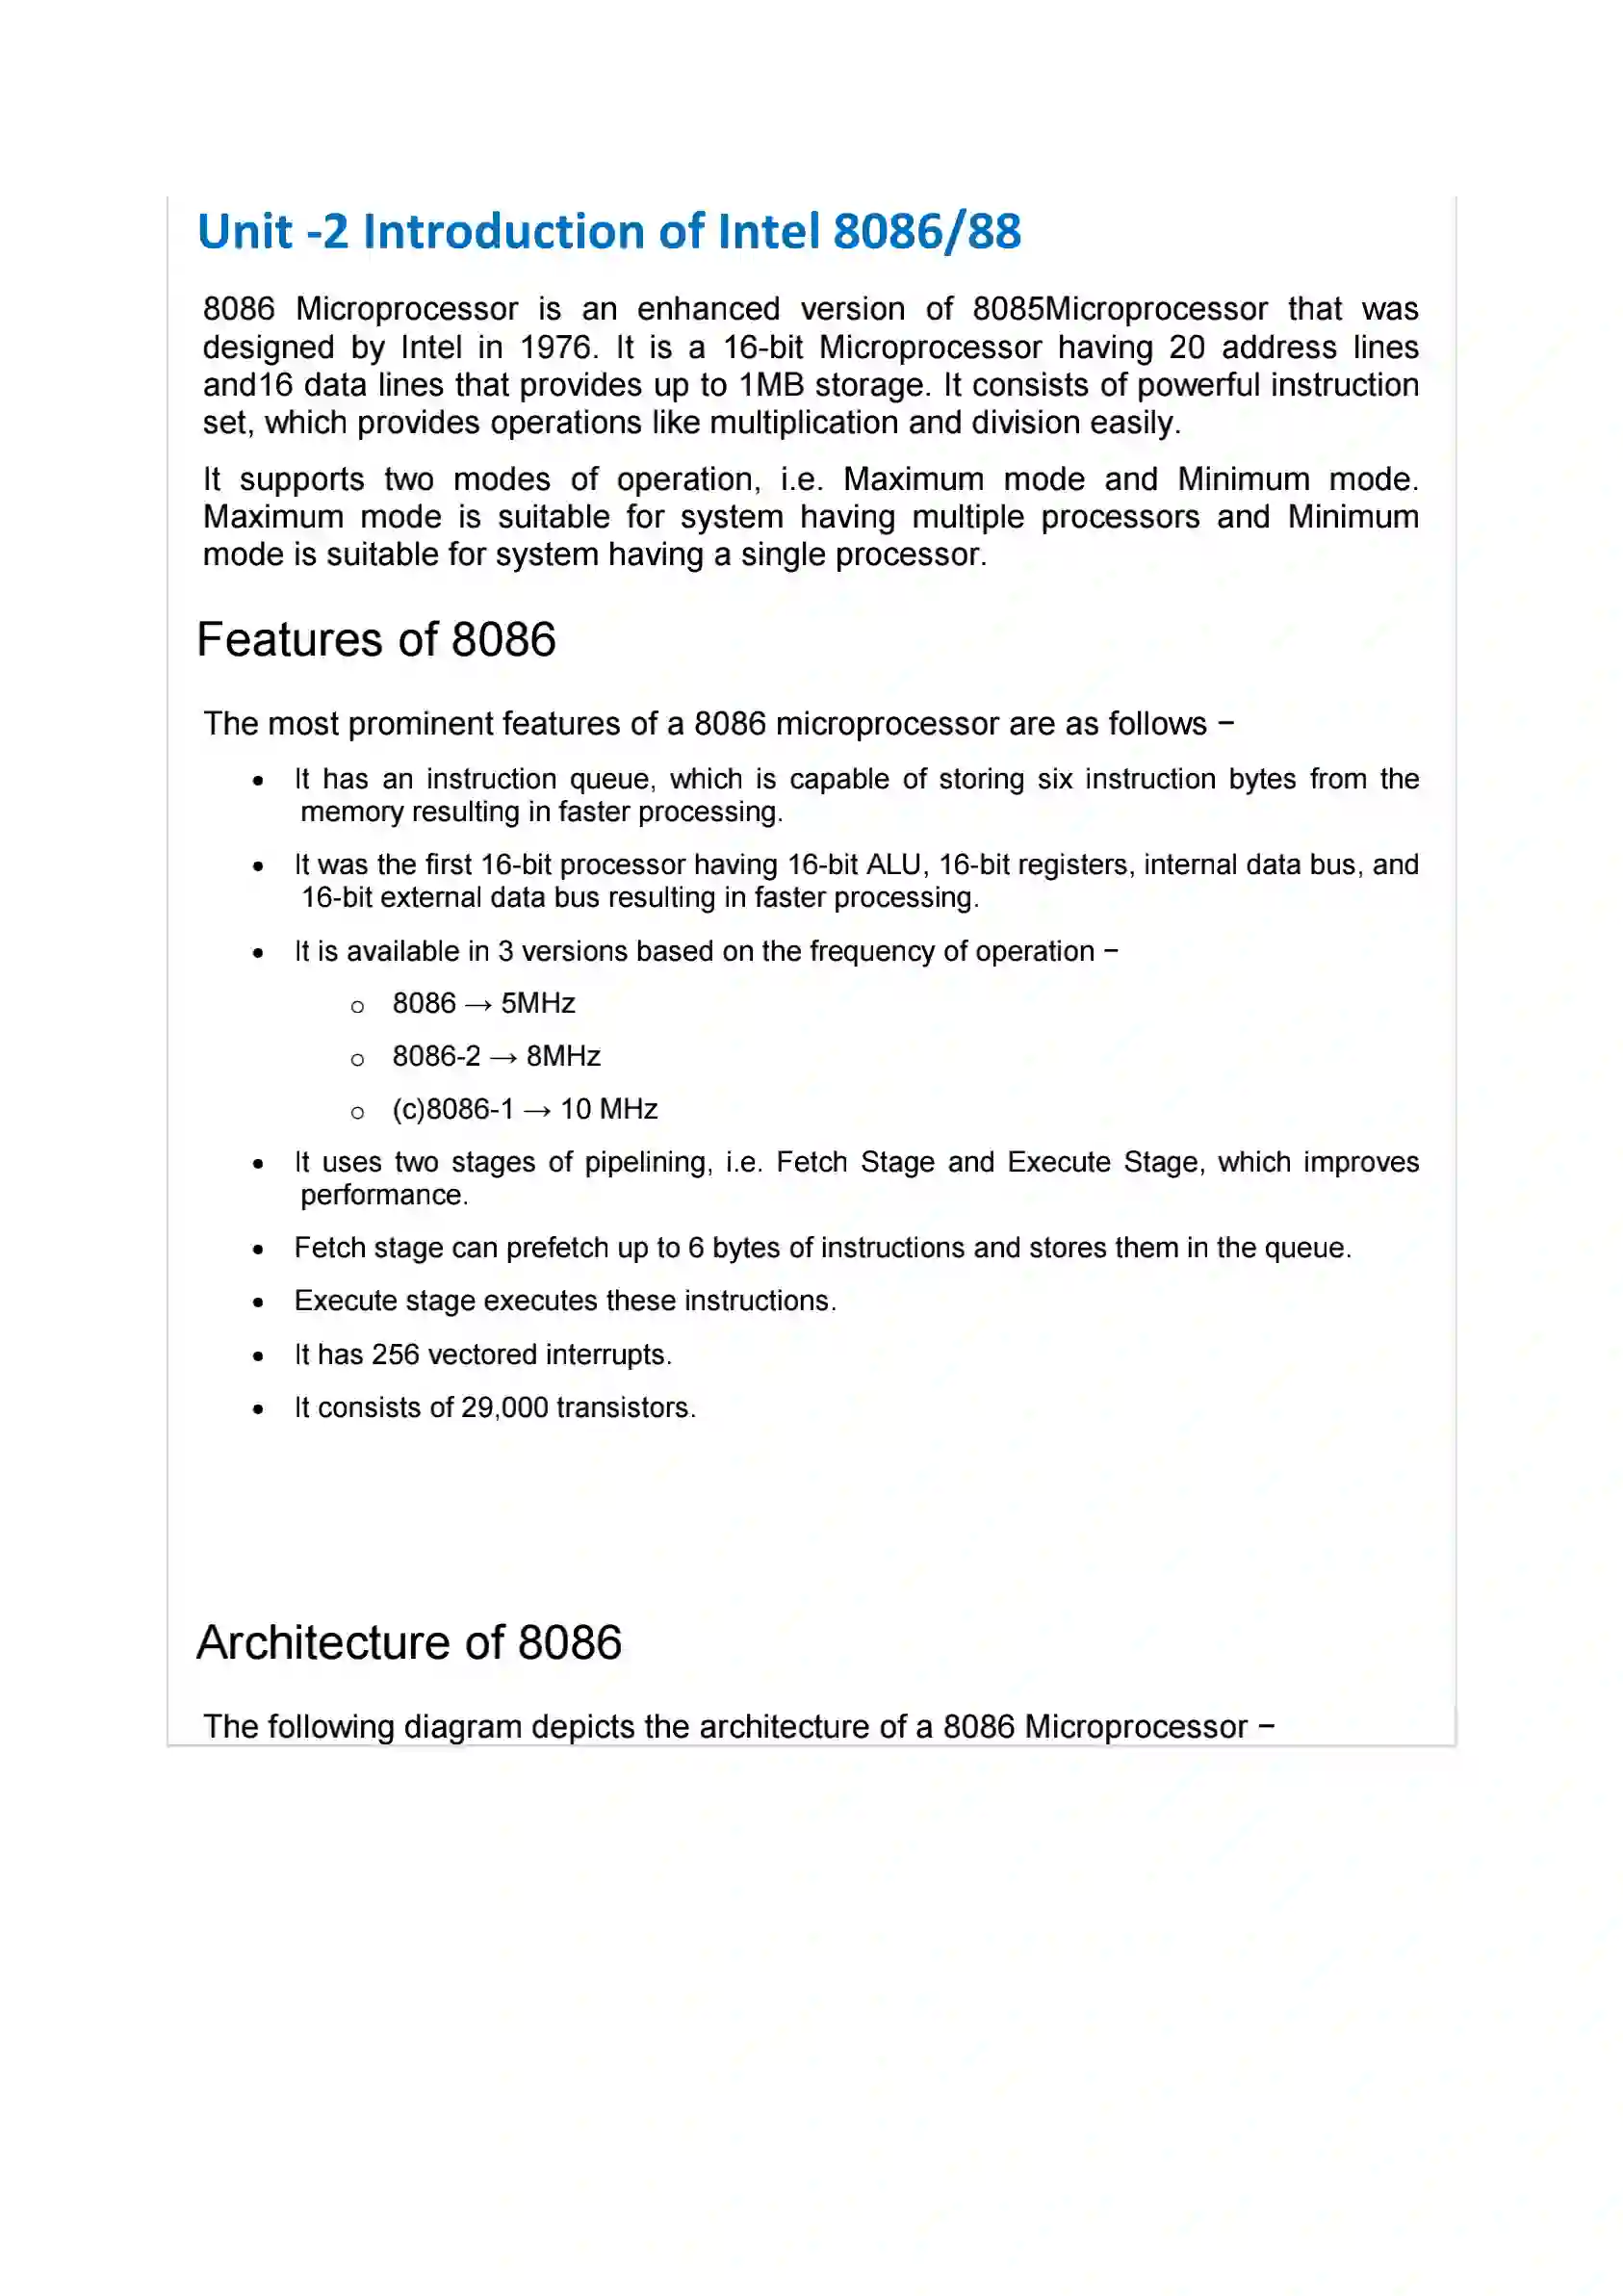 Unit -2 Introduction of Intel 8086/88
8086 Microprocessor is an enhanced version of 8085Microprocessor that was
designed by Intel in 1976. It is a 16-bit Microprocessor having 20 address lines
and16 data lines that provides up to 1MB storage. It consists of powerful instruction
set, which provides operations like multiplication and division easily.
It supports two modes of operation, i.e. Maximum mode and Minimum mode.
Maximum mode is suitable for system having multiple processors and Minimum
mode is suitable for system having a single processor.
Features of 8086
The most prominent features of a 8086 microprocessor are as follows −
• It has an instruction queue, which is capable of storing six instruction bytes from the
memory resulting in faster processing.
• It was the first 16-bit processor having 16-bit ALU, 16-bit registers, internal data bus, and
16-bit external data bus resulting in faster processing.
• It is available in 3 versions based on the frequency of operation −
o 8086 → 5MHz
o 8086-2 → 8MHz
o (c)8086-1 → 10 MHz
• It uses two stages of pipelining, i.e. Fetch Stage and Execute Stage, which improves
performance.
• Fetch stage can prefetch up to 6 bytes of instructions and stores them in the queue.
• Execute stage executes these instructions.
• It has 256 vectored interrupts.
• It consists of 29,000 transistors.
Architecture of 8086
The following diagram depicts the architecture of a 8086 Microprocessor −